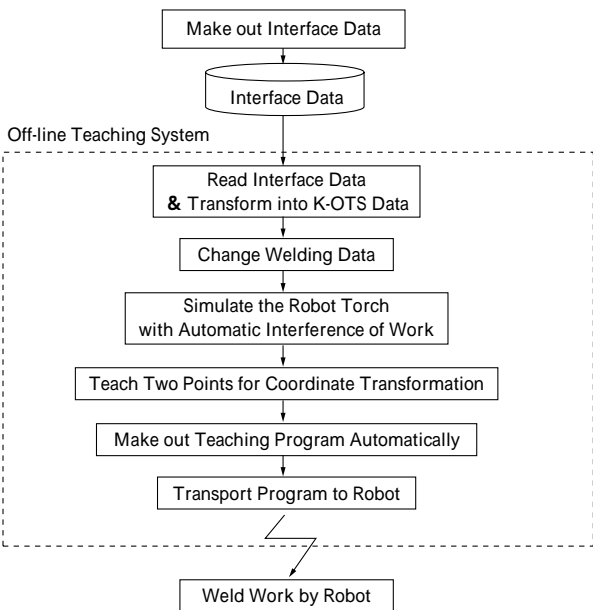 Make out Interface Data
Interface Data
Off-line Teaching System
Read Interface Data
& Transform into K-OTS Data
Change Welding Data
Simulate the Robot Torch
with Automatic Interference of Work
Teach Two Points for Coordinate Transformation
Make out Teaching Program Automatically
Transport Program to Robot
Weld Work by Robot